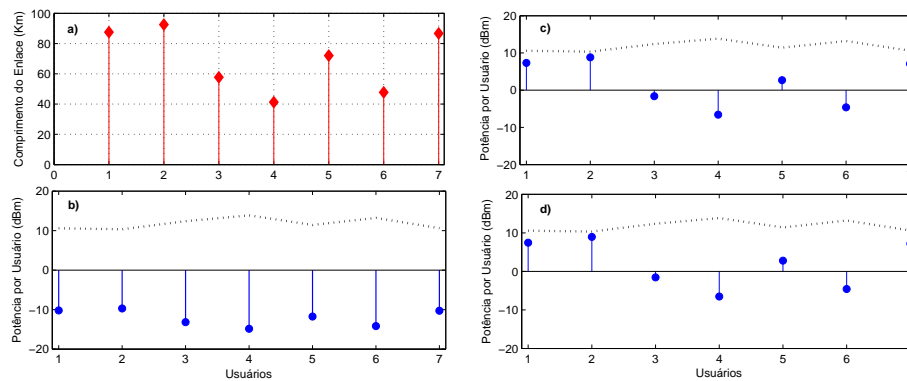 a)
Comprimento do Enlace (Km)
100
80
60
40
20
0
0 1 2 3 4 5 6 7
b)
Potência por Usuário (dBm)
20
10
0
−10
−20
1 2 3 4 5 6 7
Usuários
c)
Potência por Usuário (dBm)
20
10
0
−10
−20
1 2 3 4 5 6
d)
Potência por Usuário (dBm)
20
10
0
−10
−20
1 2 3 4 5 6
Usuários